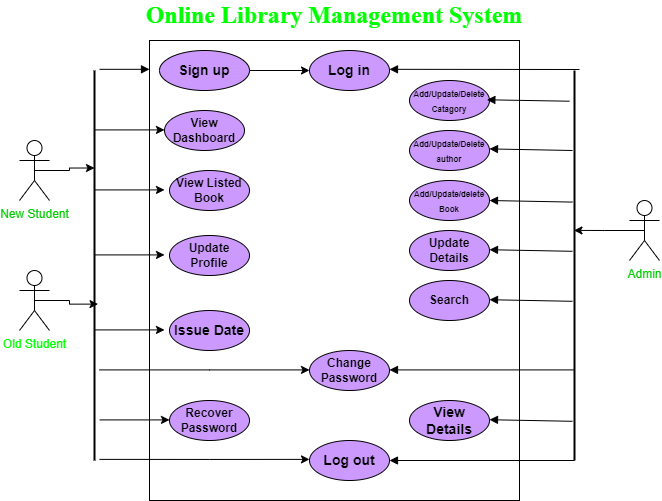 Online Library Management System
Sign up
Log in
Add/Update/Delete
Catagory
View
Dashboard
Add/Update/Delete
author
View Listed
Book
Add/Update/delete
Book
New Student
Update
Profile
Update
Details
Admin
Search
Issue Date
Old Student
Change
Password
Recover
Password
View
Details
Log out